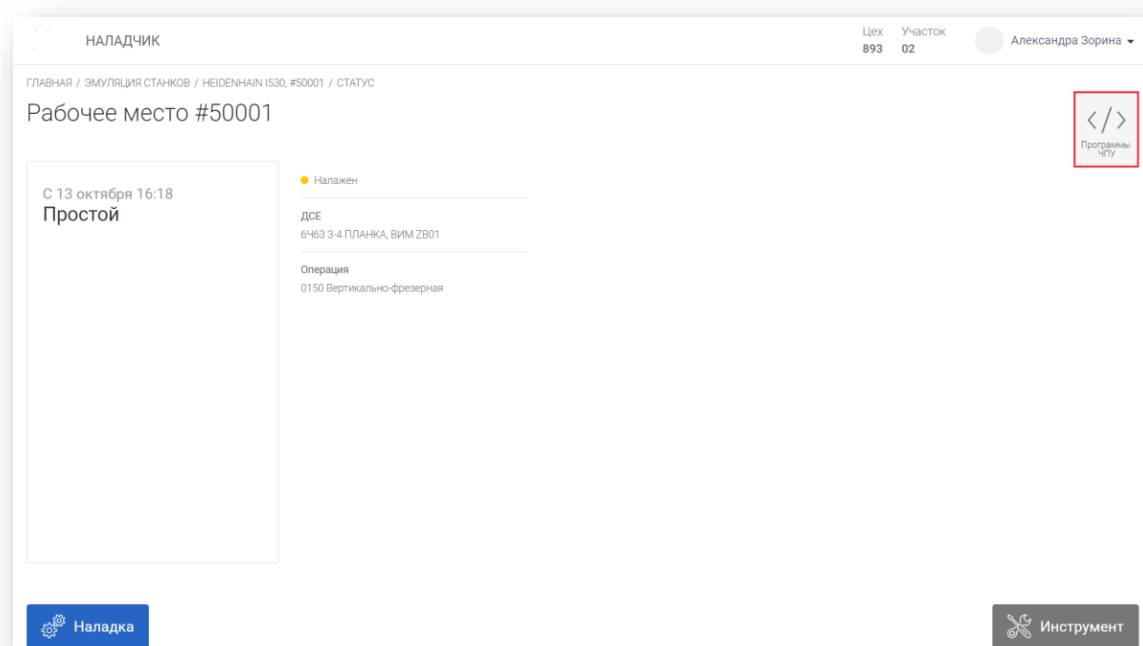 НАЛАДЧИК
Цех Участок
893 02
Александра Зорина
ГЛАВНАЯ / ЭМУЛЯЦИЯ СТАНКОВ / HEIDENHAIN I530, #50001 / СТАТУС
Рабочее место #50001
Программы
ЧПУ
С 13 октября 16:18
Простой
Налажен
ДСЕ
6Ч63 3-4 ПЛАНКА, ВИМ ZB01
Операция
0150 Вертикально-фрезерная
Наладка
Инструмент